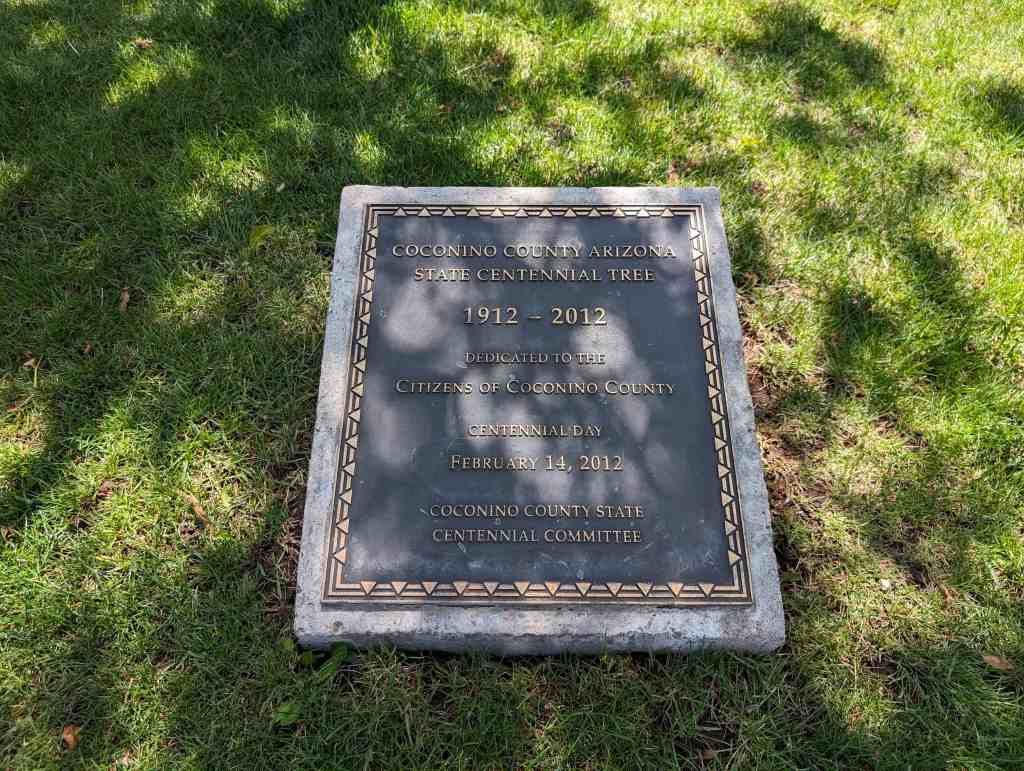 COCONINO COUNTY ARIZONA
STATE CENTENNIAL TREE
1912 – 2012
DEDICATED TO THE
CITIZENS OF COCONINO COUNTY
CENTENNIAL DAY
FEBRUARY 14, 2012
COCONINO COUNTY STATE
CENTENNIAL COMMITTEE